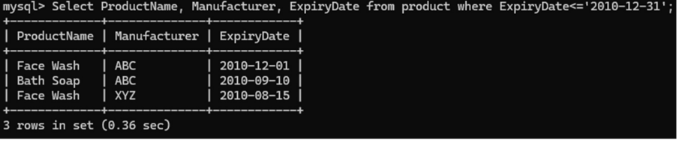 mysql> Select ProductName, Manufacturer, ExpiryDate from product where ExpiryDate<='2010-12-31';
+-------------+--------------+------------+
| ProductName | Manufacturer | ExpiryDate |
+-------------+--------------+------------+
| Face Wash   | ABC          | 2010-12-01 |
| Bath Soap   | ABC          | 2010-09-10 |
| Face Wash   | XYZ          | 2010-08-15 |
+-------------+--------------+------------+
3 rows in set (0.36 sec)